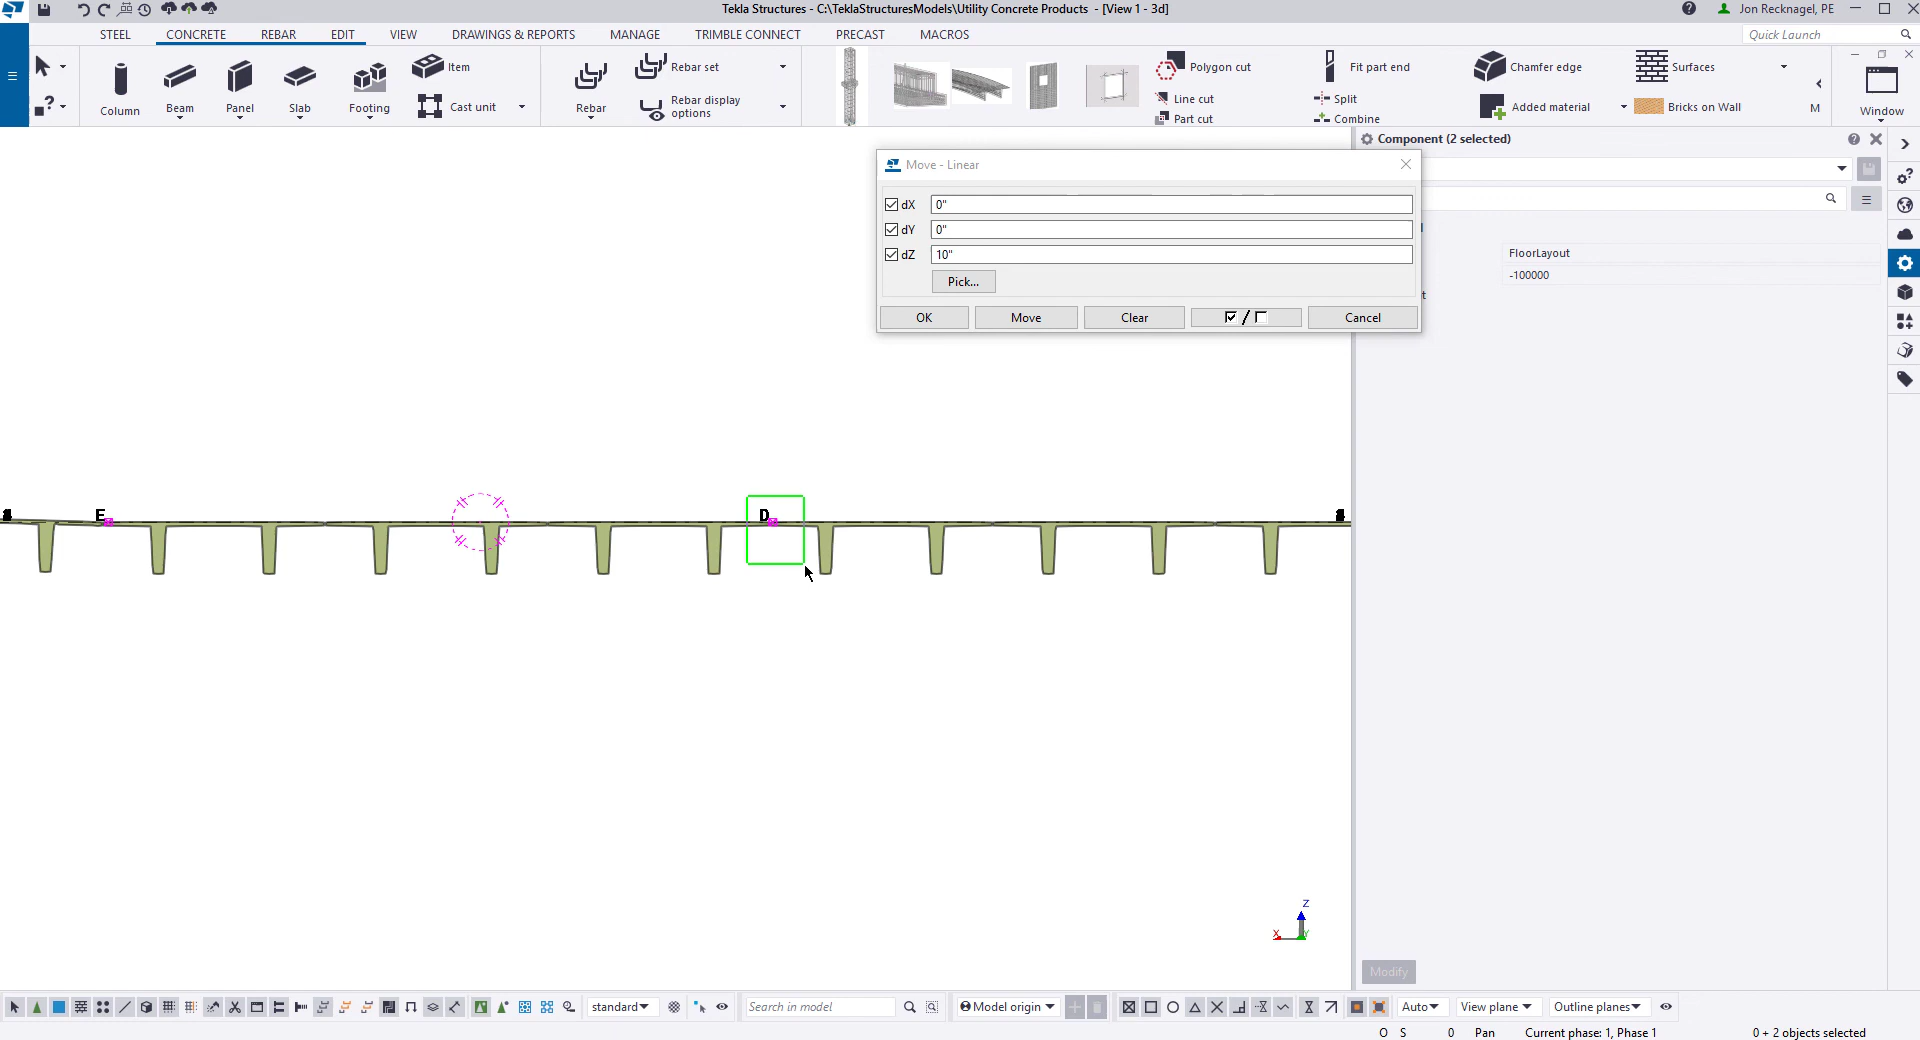 Tekla Structures - C:\TeklaStructuresModels\Utility Concrete Products - [View 1 - 3d]
Jon Recknagel, PE
STEEL CONCRETE REBAR EDIT VIEW DRAWINGS & REPORTS MANAGE TRIMBLE CONNECT PRECAST MACROS
Quick Launch
Column
Beam
Panel
Slab
Footing
Item
Cast unit
Rebar
Rebar set
Rebar display
options
Polygon cut
Line cut
Part cut
Fit part end
Split
Combine
Chamfer edge
Added material
Surfaces
Bricks on Wall
M
Window
Component (2 selected)
Move - Linear
dX 0"
dY 0"
dZ 10"
Pick...
OK Move Clear / Cancel
FloorLayout
-100000
t
E
D
Z
X
Y
Modify
standard
Search in model
Model origin
Auto
View plane
Outline planes
O S 0 Pan Current phase: 1, Phase 1 0 + 2 objects selected